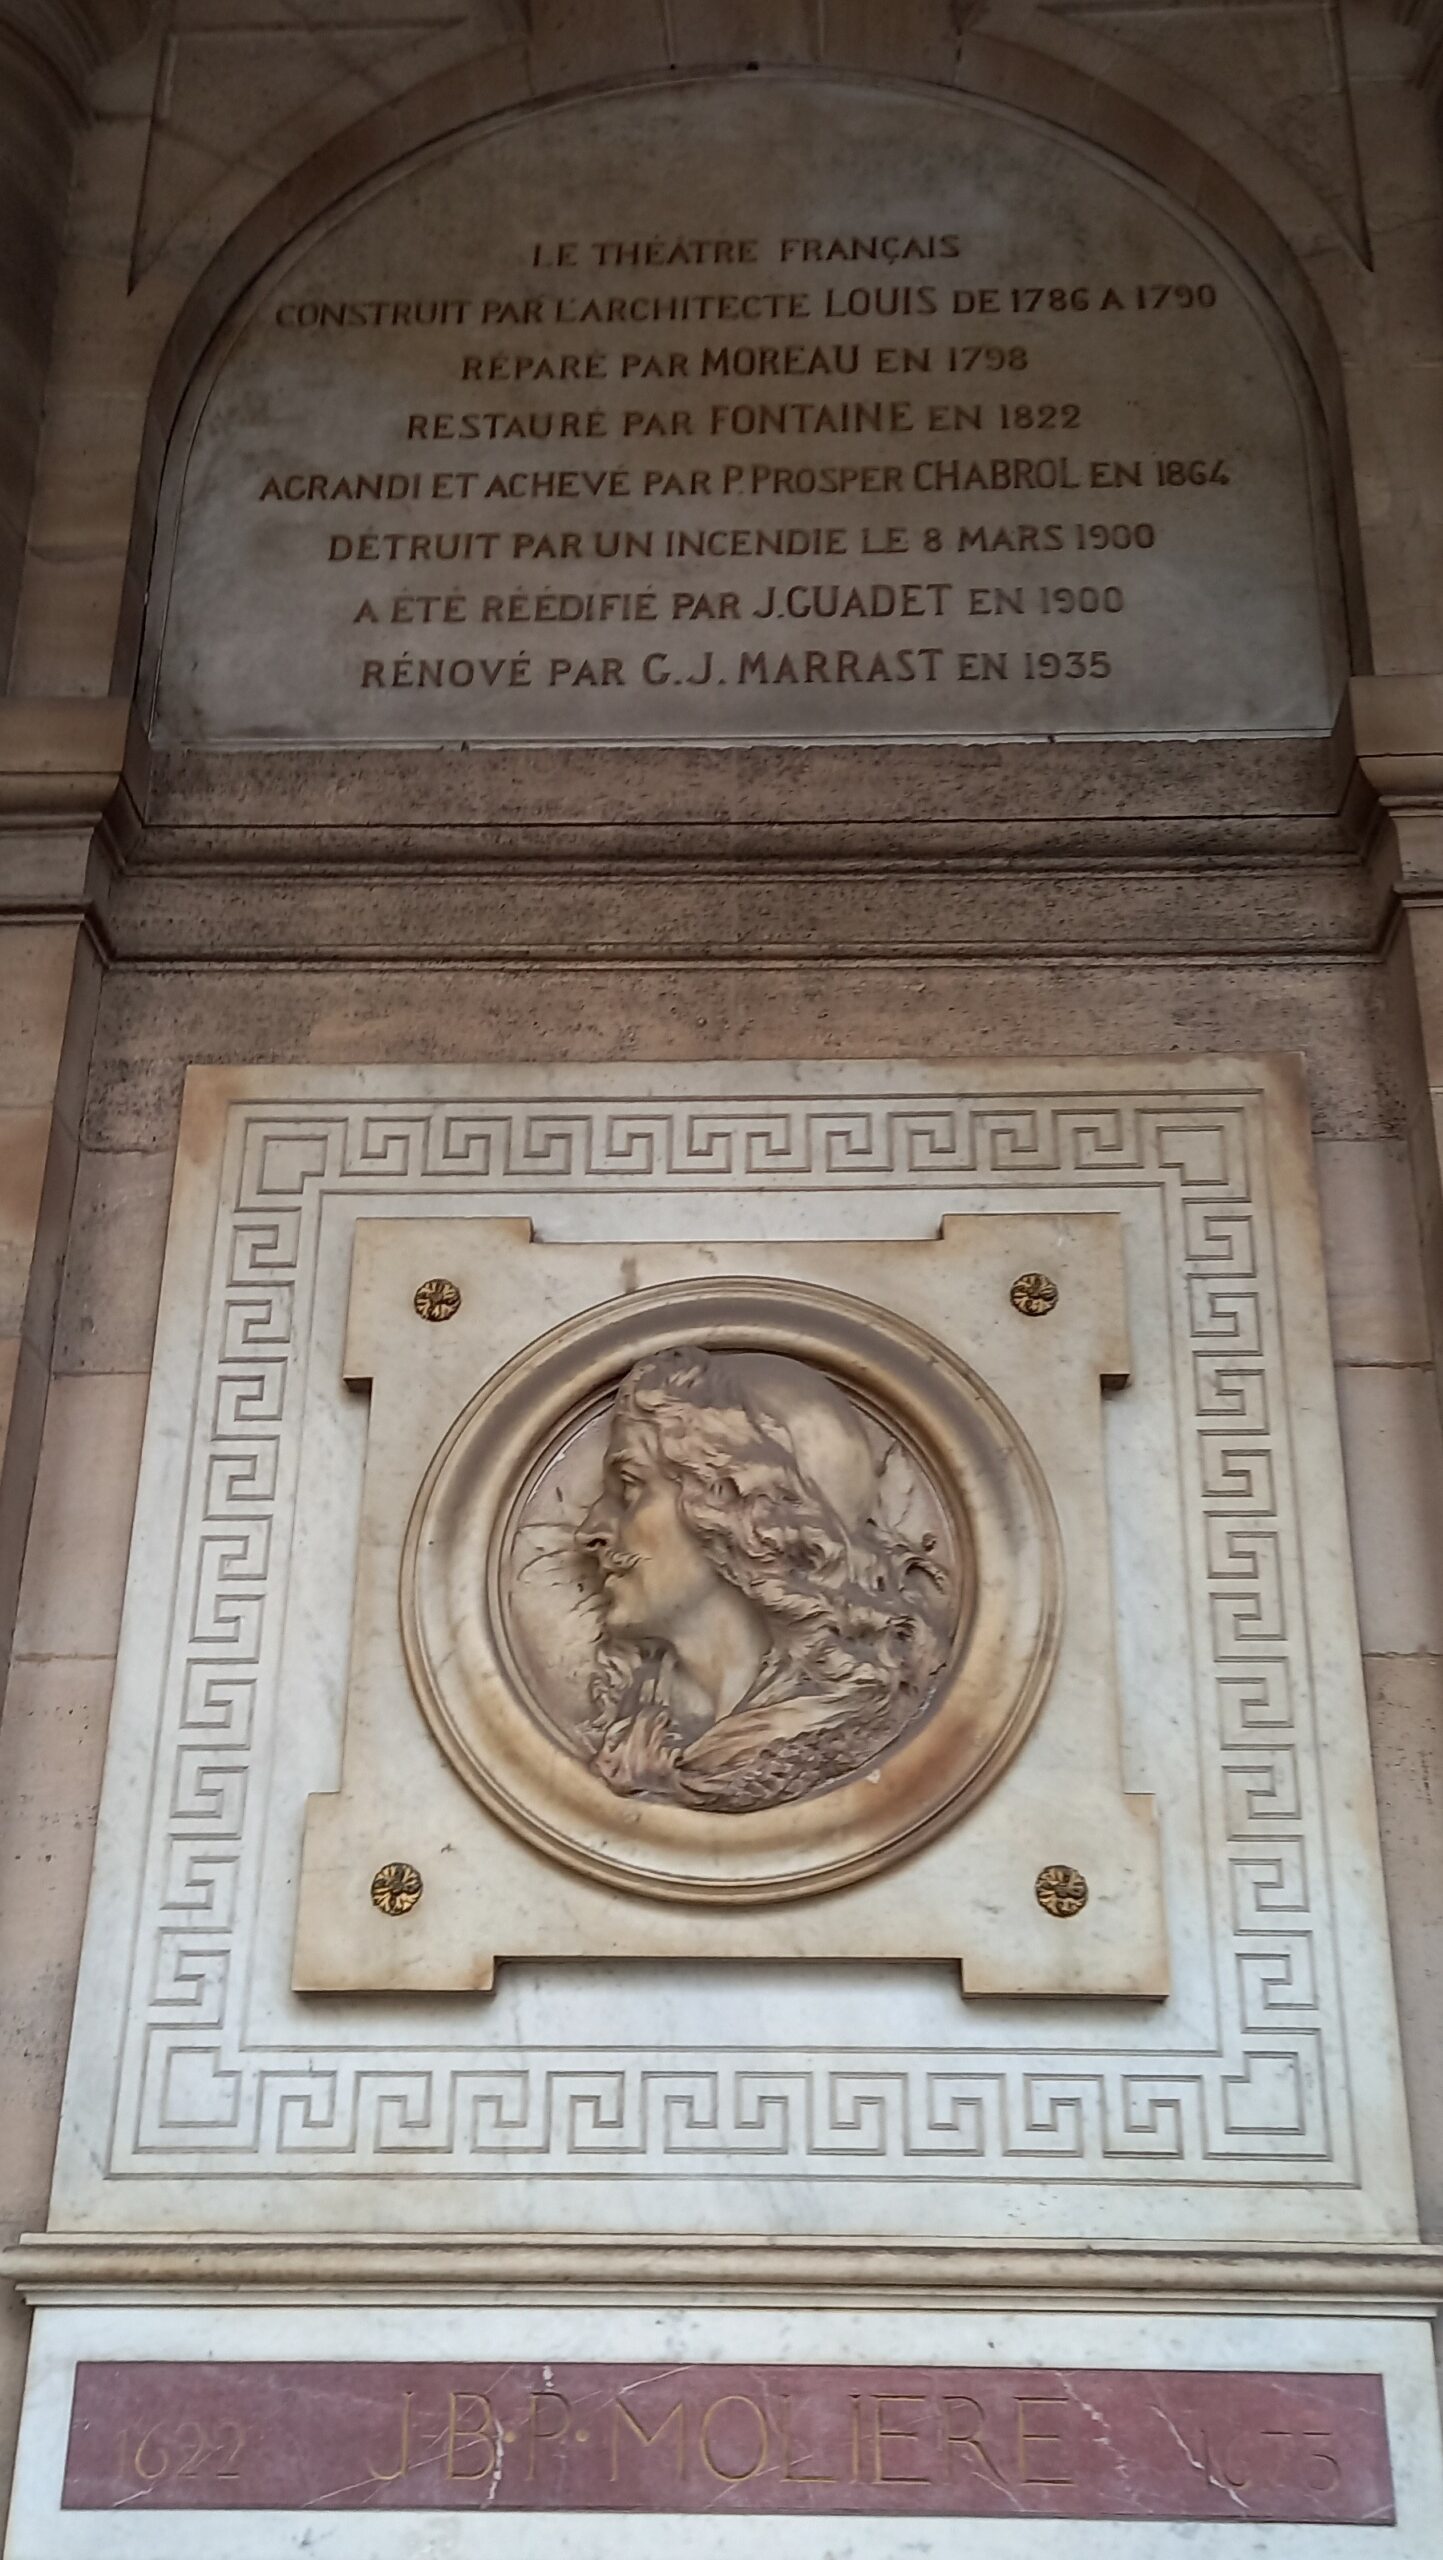 LE THÉÂTRE FRANÇAIS
CONSTRUIT PAR L'ARCHITECTE LOUIS DE 1786 A 1790
RÉPARÉ PAR MOREAU EN 1798
RESTAURÉ PAR FONTAINE EN 1822
AGRANDI ET ACHEVÉ PAR P. PROSPER CHABROL EN 1864
DÉTRUIT PAR UN INCENDIE LE 8 MARS 1900
A ÉTÉ RÉÉDIFIÉ PAR J. GUADET EN 1900
RÉNOVÉ PAR C.J. MARRAST EN 1935
1622 J·B·P·MOLIERE 1673